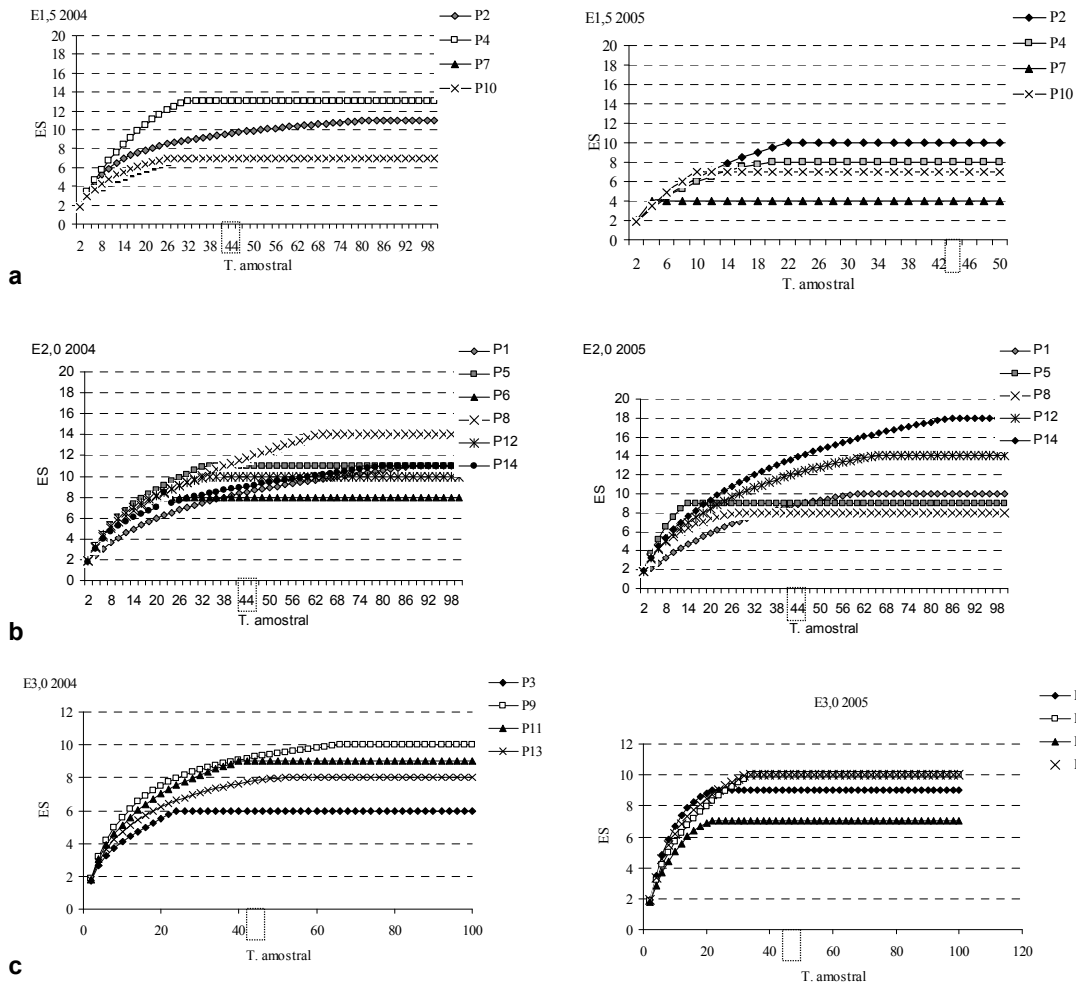 E1,5 2004
20
18
16
14
12
10
8
6
4
2
0
ES
2 8 14 20 26 32 38 44 50 56 62 68 74 80 86 92 98
T. amostral
P2
P4
P7
P10
E1,5 2005
20
18
16
14
12
10
8
6
4
2
0
ES
2 6 10 14 18 22 26 30 34 38 42 46 50
T. amostral
P2
P4
P7
P10
a
E2,0 2004
20
18
16
14
12
10
8
6
4
2
0
ES
2 8 14 20 26 32 38 44 50 56 62 68 74 80 86 92 98
T. amostral
P1
P5
P6
P8
P12
P14
E2,0 2005
20
18
16
14
12
10
8
6
4
2
0
ES
2 8 14 20 26 32 38 44 50 56 62 68 74 80 86 92 98
T. amostral
P1
P5
P8
P12
P14
b
E3,0 2004
12
10
8
6
4
2
0
ES
0 20 40 60 80 100
T. amostral
P3
P9
P11
P13
E3,0 2005
12
10
8
6
4
2
0
ES
0 20 40 60 80 100 120
T. amostral
c